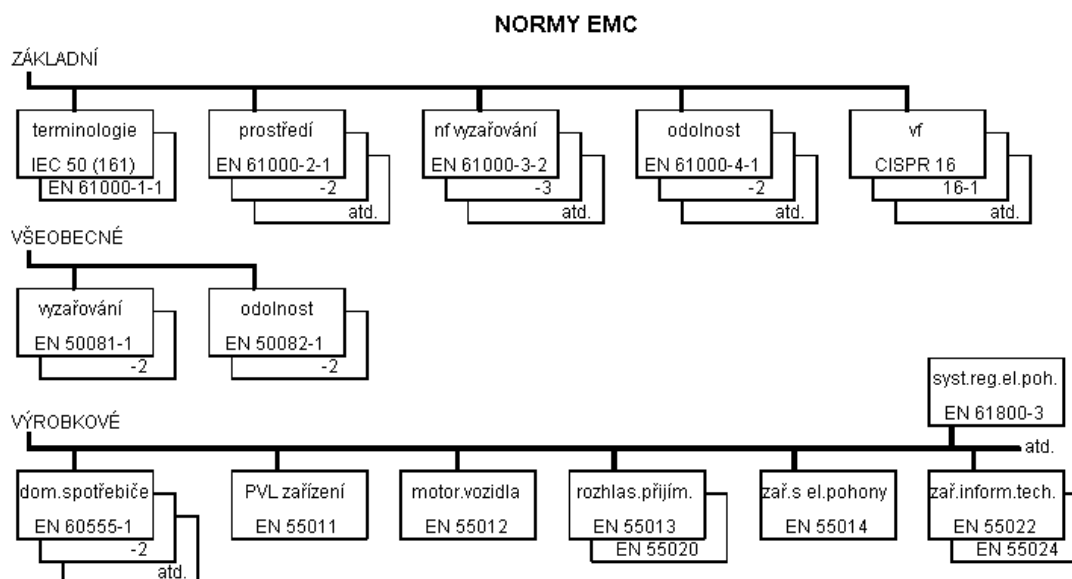 NORMY EMC
ZÁKLADNÍ
terminologie
IEC 50 (161)
EN 61000-1-1
prostředí
EN 61000-2-1
-2
atd.
nf vyzařování
EN 61000-3-2
-3
atd.
odolnost
EN 61000-4-1
-2
atd.
vf
CISPR 16
16-1
atd.
VŠEOBECNÉ
vyzařování
EN 50081-1
-2
odolnost
EN 50082-1
-2
syst.reg.el.poh.
EN 61800-3
VÝROBKOVÉ
atd.
dom.spotřebiče
EN 60555-1
-2
atd.
PVL zařízení
EN 55011
motor.vozidla
EN 55012
rozhlas.přijím.
EN 55013
EN 55020
zař.s el.pohony
EN 55014
zař.inform.tech.
EN 55022
EN 55024